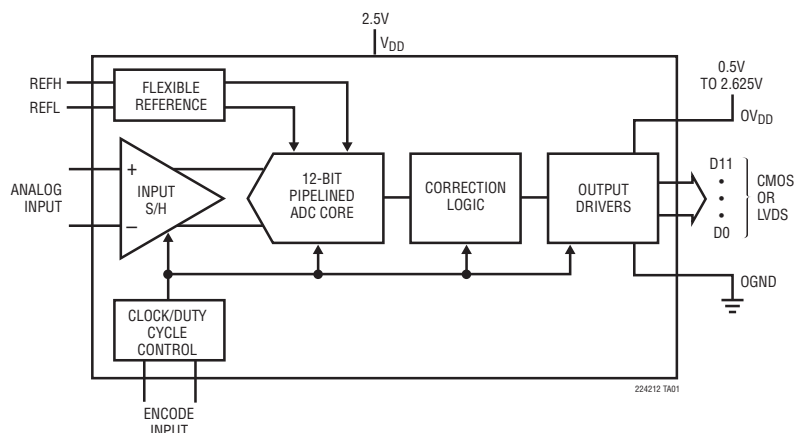 2.5V
VDD
0.5V
TO 2.625V
OVDD
REFH
REFL
FLEXIBLE
REFERENCE
ANALOG
INPUT
+
−
INPUT
S/H
12-BIT
PIPELINED
ADC CORE
CORRECTION
LOGIC
OUTPUT
DRIVERS
D11
•
•
•
D0
CMOS
OR
LVDS
OGND
CLOCK/DUTY
CYCLE
CONTROL
224212 TA01
ENCODE
INPUT